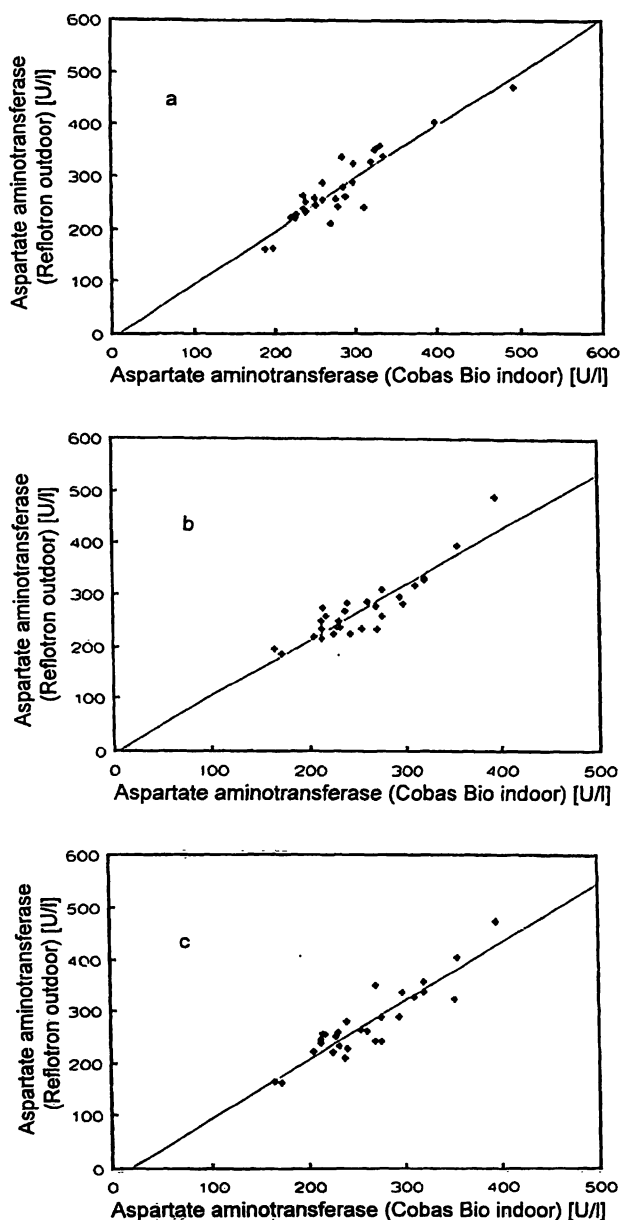 600
500
400
300
200
100
0
a
Aspartate aminotransferase
(Reflotron outdoor) [U/l]
0 100 200 300 400 500 600
Aspartate aminotransferase (Cobas Bio indoor) [U/l]
600
500
400
300
200
100
0
b
Aspartate aminotransferase
(Reflotron outdoor) [U/l]
0 100 200 300 400 500
Aspartate aminotransferase (Cobas Bio indoor) [U/l]
600
500
400
300
200
100
0
c
Aspartate aminotransferase
(Reflotron outdoor) [U/l]
0 100 200 300 400 500
Aspartate aminotransferase (Cobas Bio indoor) [U/l]